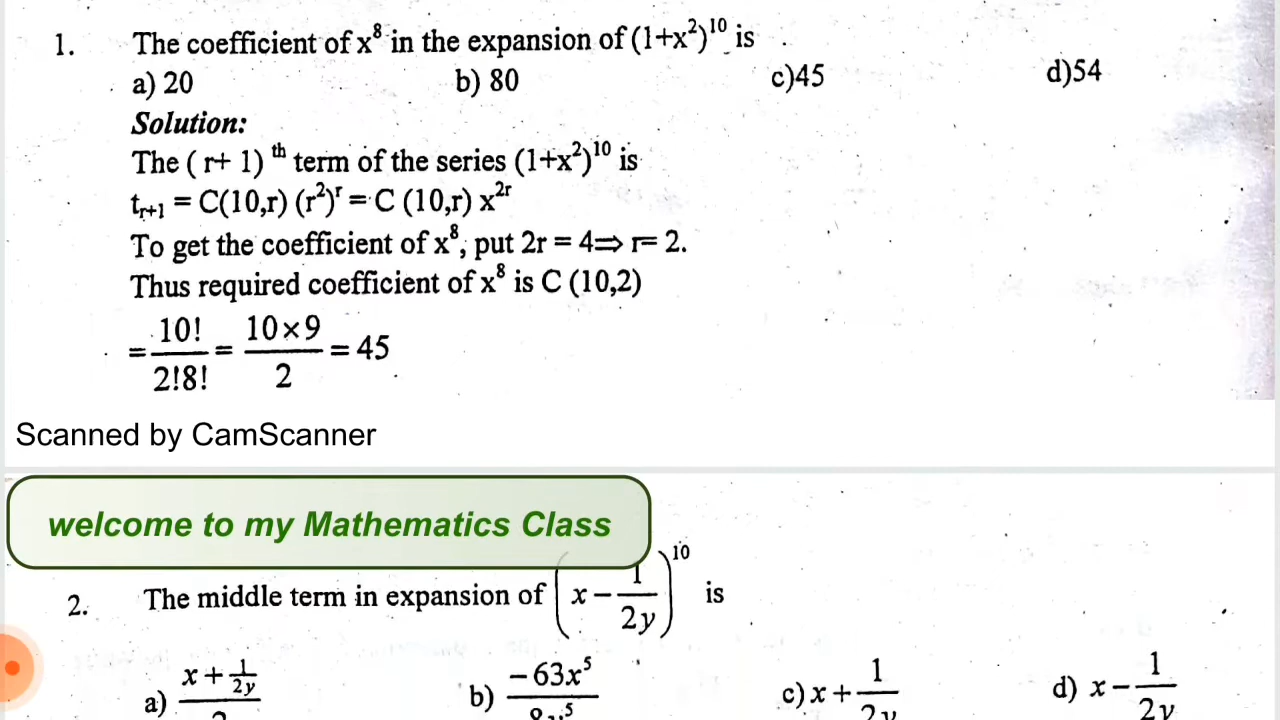 1. The coefficient of x⁸ in the expansion of (1+x²)¹⁰ is
a) 20 b) 80 c)45 d)54
Solution:
The ( r+ 1) ᵗʰ term of the series (1+x²)¹⁰ is
tᵣ₊₁ = C(10,r) (r²)ʳ = C (10,r) x²ʳ
To get the coefficient of x⁸, put 2r = 4⇒ r= 2.
Thus required coefficient of x⁸ is C (10,2)
= 10!/2!8! = 10×9/2 = 45
Scanned by CamScanner
welcome to my Mathematics Class
2. The middle term in expansion of (x − 1/2y)¹⁰ is
a) x + 1/2y b) −63x⁵ c) x + 1/2y d) x − 1/2y